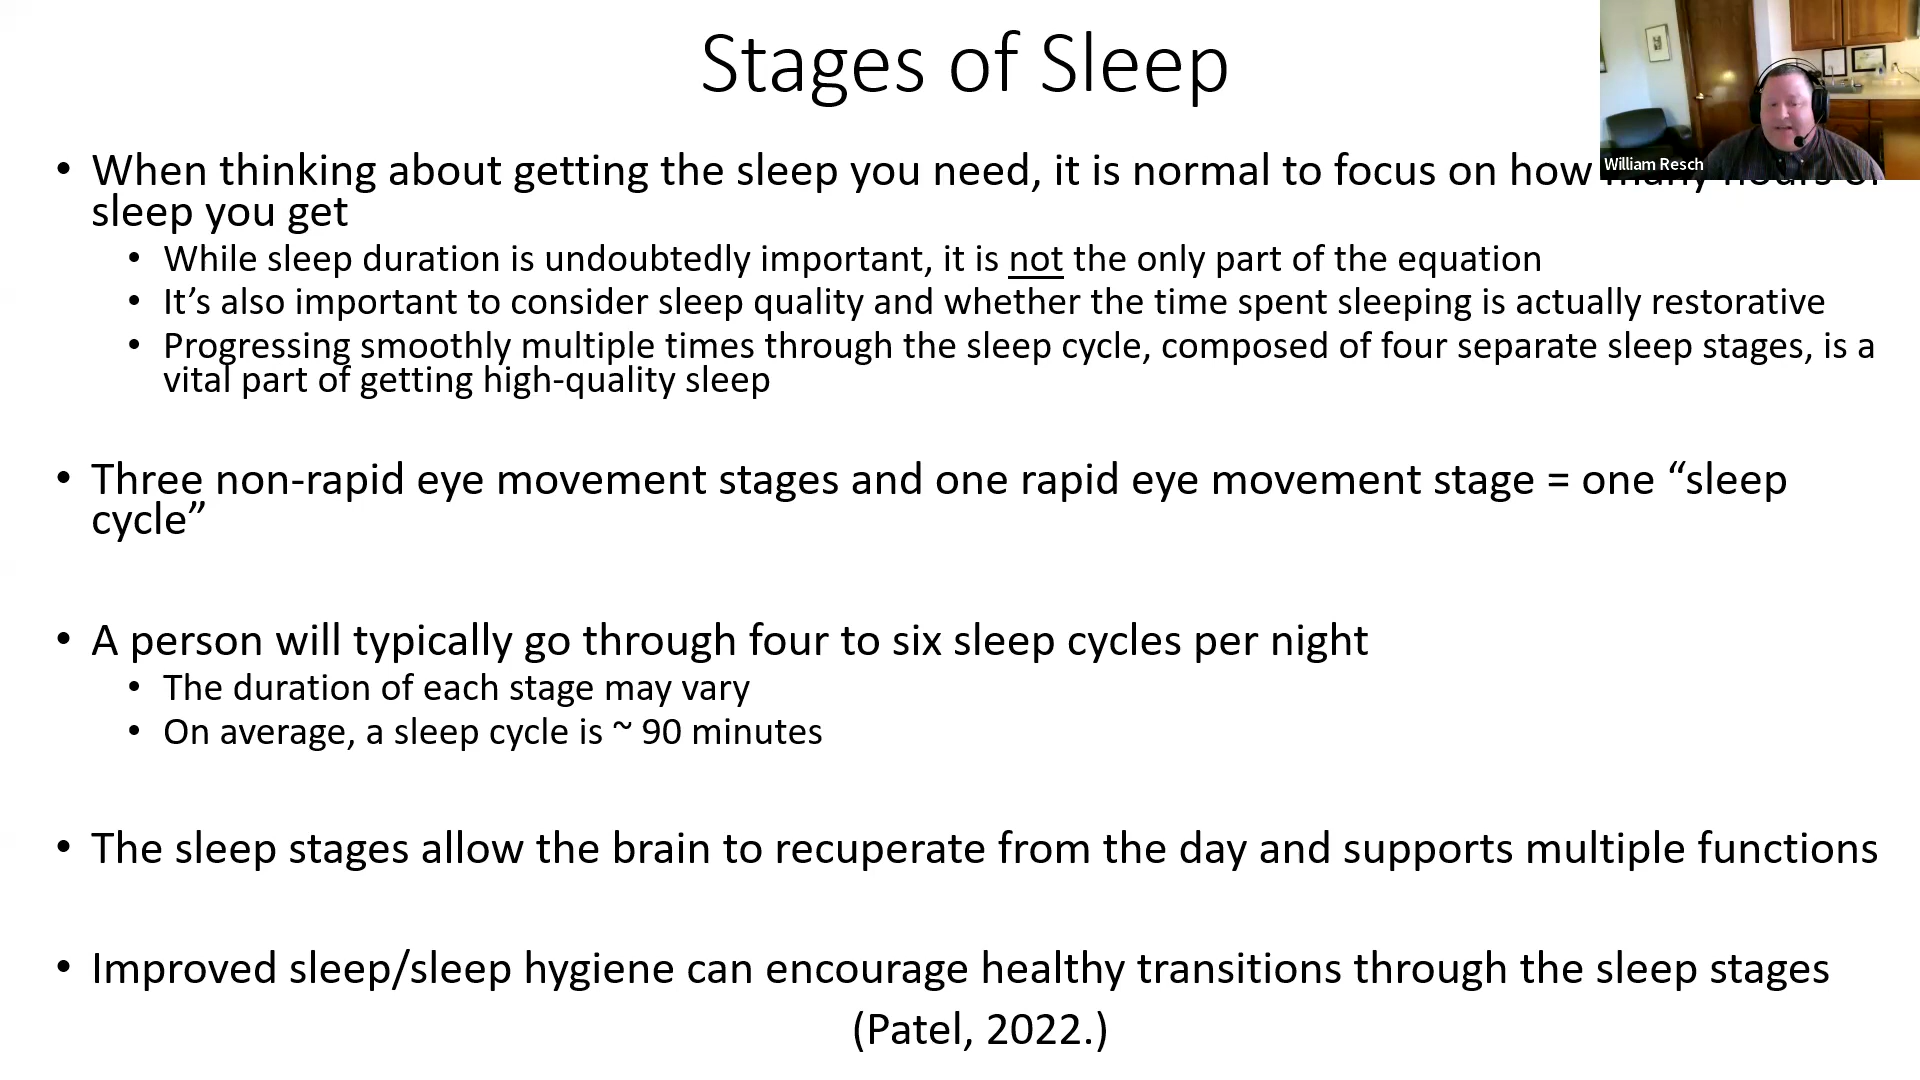 Stages of Sleep
William Resch
• When thinking about getting the sleep you need, it is normal to focus on how many hours of
sleep you get
• While sleep duration is undoubtedly important, it is not the only part of the equation
• It’s also important to consider sleep quality and whether the time spent sleeping is actually restorative
• Progressing smoothly multiple times through the sleep cycle, composed of four separate sleep stages, is a
vital part of getting high-quality sleep
• Three non-rapid eye movement stages and one rapid eye movement stage = one “sleep
cycle”
• A person will typically go through four to six sleep cycles per night
• The duration of each stage may vary
• On average, a sleep cycle is ~ 90 minutes
• The sleep stages allow the brain to recuperate from the day and supports multiple functions
• Improved sleep/sleep hygiene can encourage healthy transitions through the sleep stages
(Patel, 2022.)